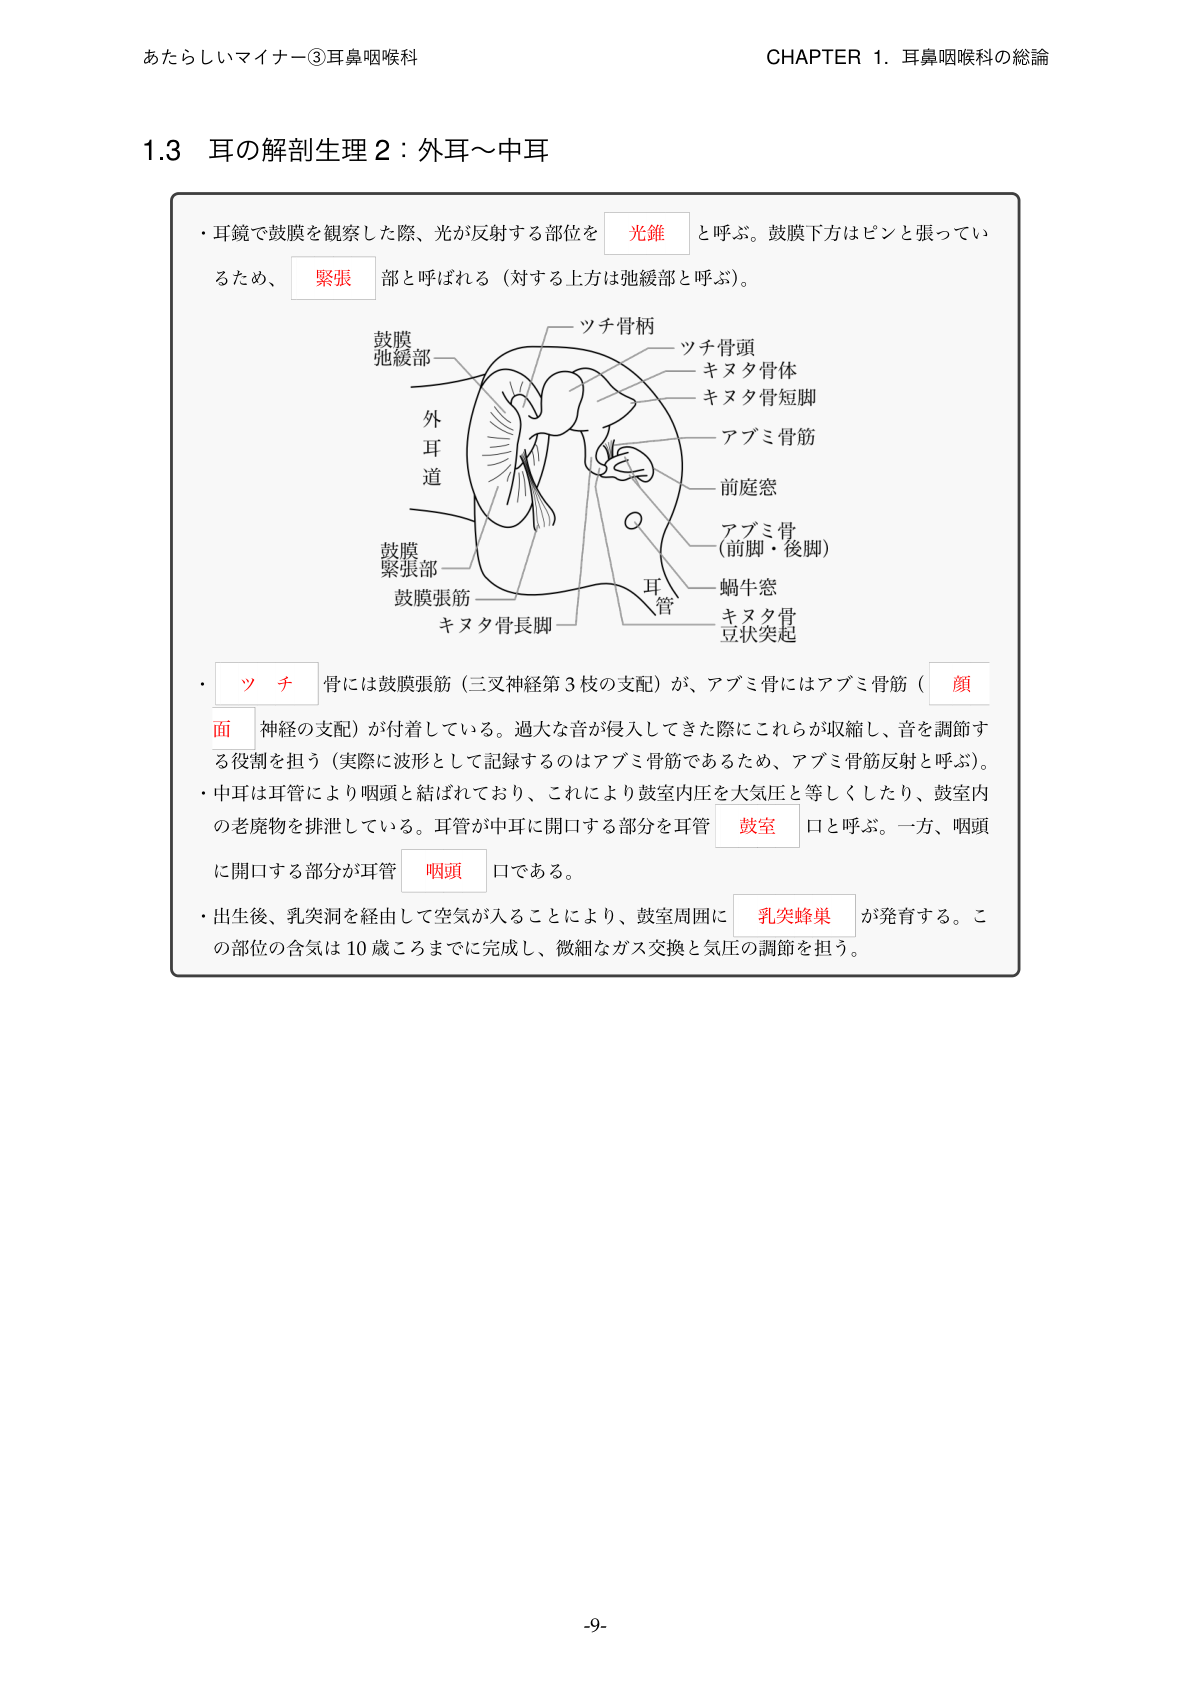 あたらしいマイナー③耳鼻咽喉科
CHAPTER 1. 耳鼻咽喉科の総論
1.3 耳の解剖生理 2：外耳～中耳
・耳鏡で鼓膜を観察した際、光が反射する部位を 光錐 と呼ぶ。鼓膜下方はピンと張ってい
るため、 緊張 部と呼ばれる（対する上方は弛緩部と呼ぶ）。
ツチ骨柄
鼓膜
弛緩部
ツチ骨頭
キヌタ骨体
キヌタ骨短脚
外
耳
道
アブミ骨筋
前庭窓
アブミ骨
(前脚・後脚)
鼓膜
緊張部
鼓膜張筋
キヌタ骨長脚
耳
管
蝸牛窓
キヌタ骨
豆状突起
・ ツ チ 骨には鼓膜張筋（三叉神経第 3 枝の支配）が、アブミ骨にはアブミ骨筋（ 顔
面 神経の支配）が付着している。過大な音が侵入してきた際にこれらが収縮し、音を調節す
る役割を担う（実際に波形として記録するのはアブミ骨筋であるため、アブミ骨筋反射と呼ぶ）。
・中耳は耳管により咽頭と結ばれており、これにより鼓室内圧を大気圧と等しくしたり、鼓室内
の老廃物を排泄している。耳管が中耳に開口する部分を耳管 鼓室 口と呼ぶ。一方、咽頭
に開口する部分が耳管 咽頭 口である。
・出生後、乳突洞を経由して空気が入ることにより、鼓室周囲に 乳突蜂巣 が発育する。こ
の部位の含気は 10 歳ころまでに完成し、微細なガス交換と気圧の調節を担う。
-9-